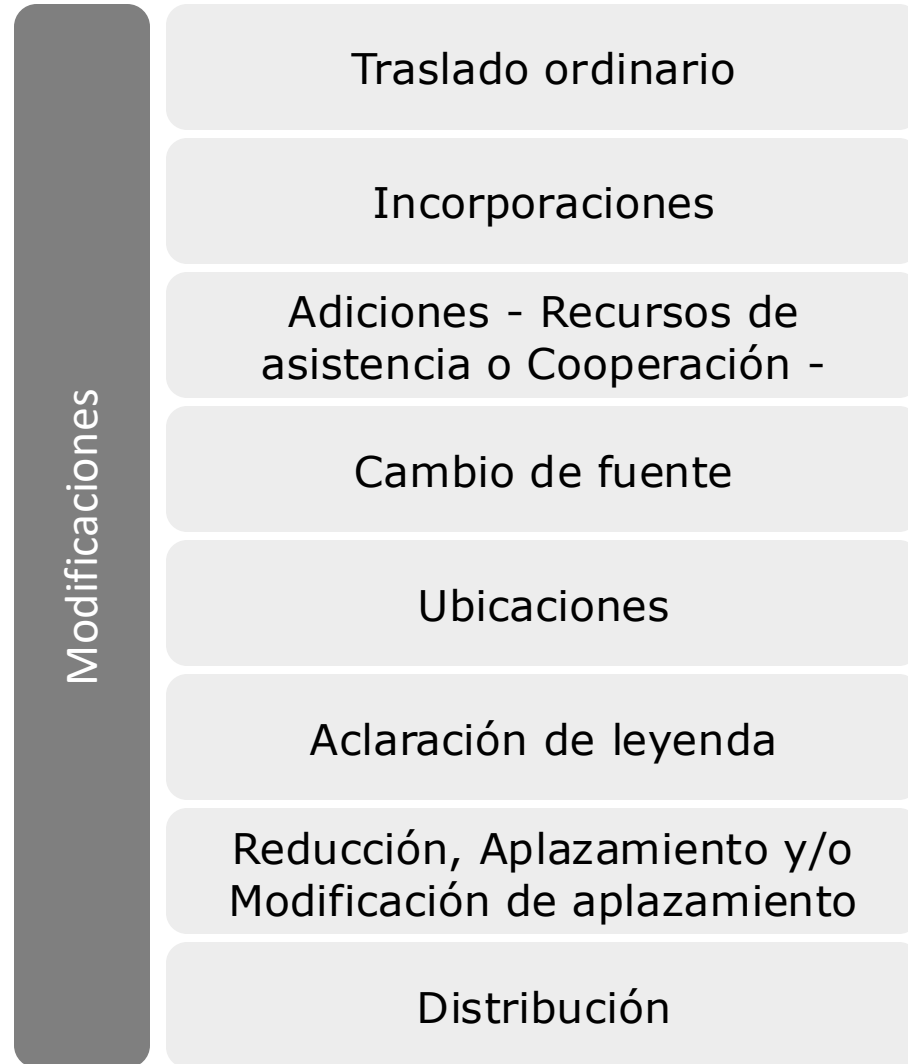 Modificaciones
Traslado ordinario
Incorporaciones
Adiciones - Recursos de
asistencia o Cooperación -
Cambio de fuente
Ubicaciones
Aclaración de leyenda
Reducción, Aplazamiento y/o
Modificación de aplazamiento
Distribución